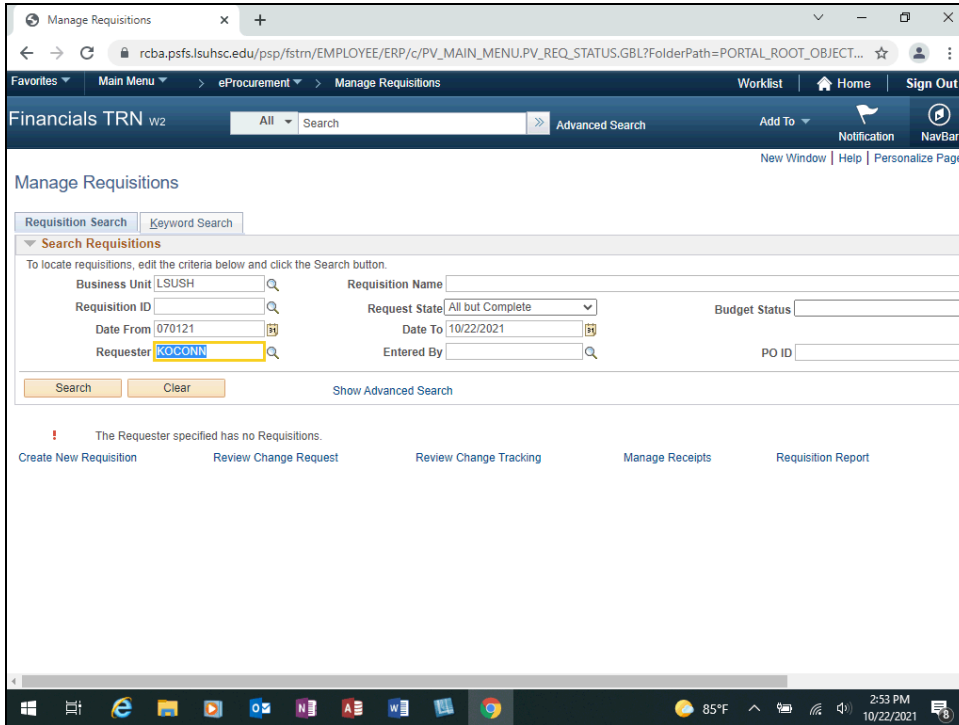 Manage Requisitions
rcba.psfs.lsuhsc.edu/psp/fstrn/EMPLOYEE/ERP/c/PV_MAIN_MENU.PV_REQ_STATUS.GBL?FolderPath=PORTAL_ROOT_OBJECT...
Favorites Main Menu > eProcurement > Manage Requisitions Worklist Home Sign Out
Financials TRN W2 All Search » Advanced Search Add To Notification NavBar
New Window | Help | Personalize Page
Manage Requisitions
Requisition Search Keyword Search
Search Requisitions
To locate requisitions, edit the criteria below and click the Search button.
Business Unit LSUSH Requisition Name
Requisition ID Request State All but Complete Budget Status
Date From 070121 Date To 10/22/2021
Requester KOCONN Entered By PO ID
Search Clear Show Advanced Search
! The Requester specified has no Requisitions.
Create New Requisition Review Change Request Review Change Tracking Manage Receipts Requisition Report
85°F 2:53 PM
10/22/2021 8